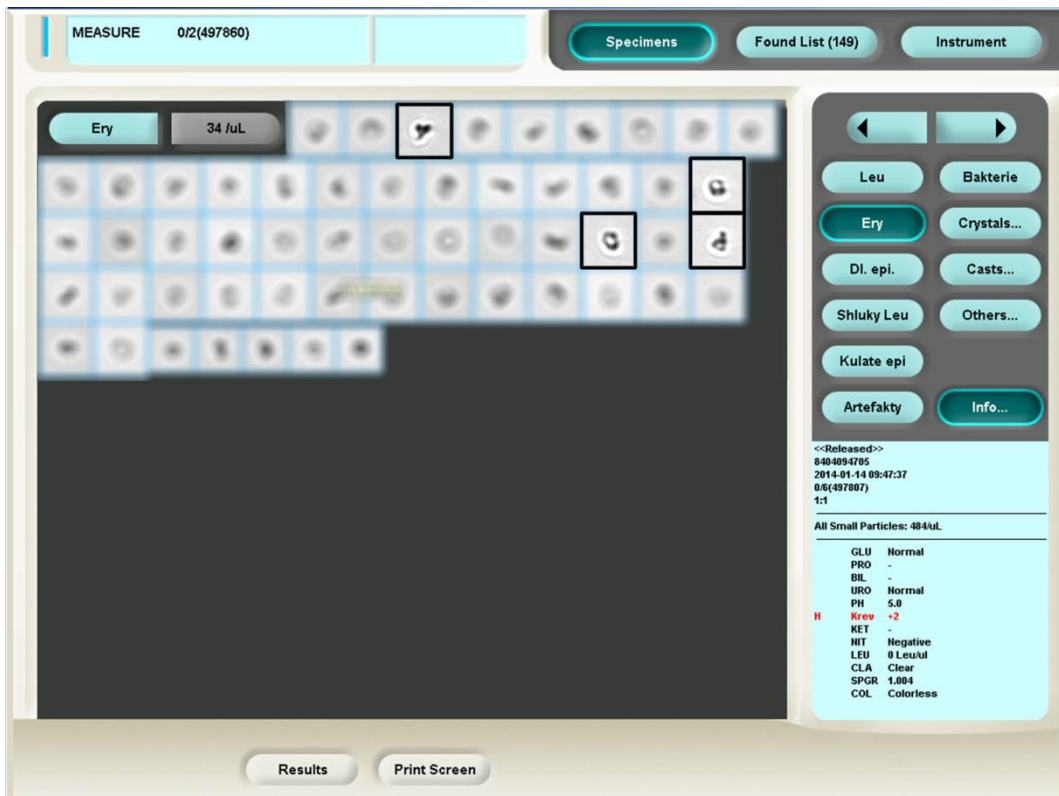 MEASURE 0/2(497860)
Specimens
Found List (149)
Instrument
Ery
34 /uL
Leu
Bakterie
Ery
Crystals...
Dl. epi.
Casts...
Shluky Leu
Others...
Kulate epi
Artefakty
Info...
<<Released>>
8404094705
2014-01-14 09:47:37
0/6(497807)
1:1
All Small Particles: 484/uL
GLU Normal
PRO -
BIL -
URO Normal
PH 5.0
H Krev +2
KET -
NIT Negative
LEU 0 Leu/ul
CLA Clear
SPGR 1.004
COL Colorless
Results
Print Screen